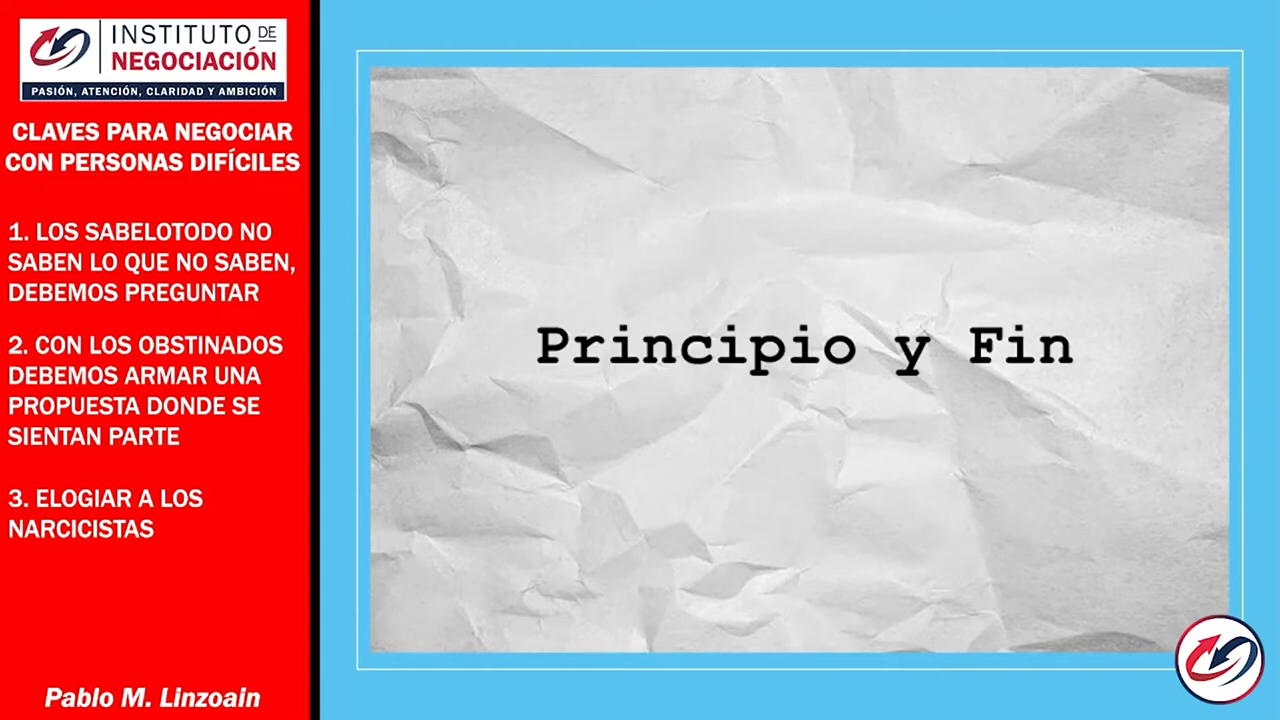 INSTITUTO DE
NEGOCIACIÓN
PASIÓN, ATENCIÓN, CLARIDAD Y AMBICIÓN
CLAVES PARA NEGOCIAR
CON PERSONAS DIFÍCILES
1. LOS SABELOTODO NO
SABEN LO QUE NO SABEN,
DEBEMOS PREGUNTAR
2. CON LOS OBSTINADOS
DEBEMOS ARMAR UNA
PROPUESTA DONDE SE
SIENTAN PARTE
3. ELOGIAR A LOS
NARCICISTAS
Pablo M. Linzoain
Principio y Fin